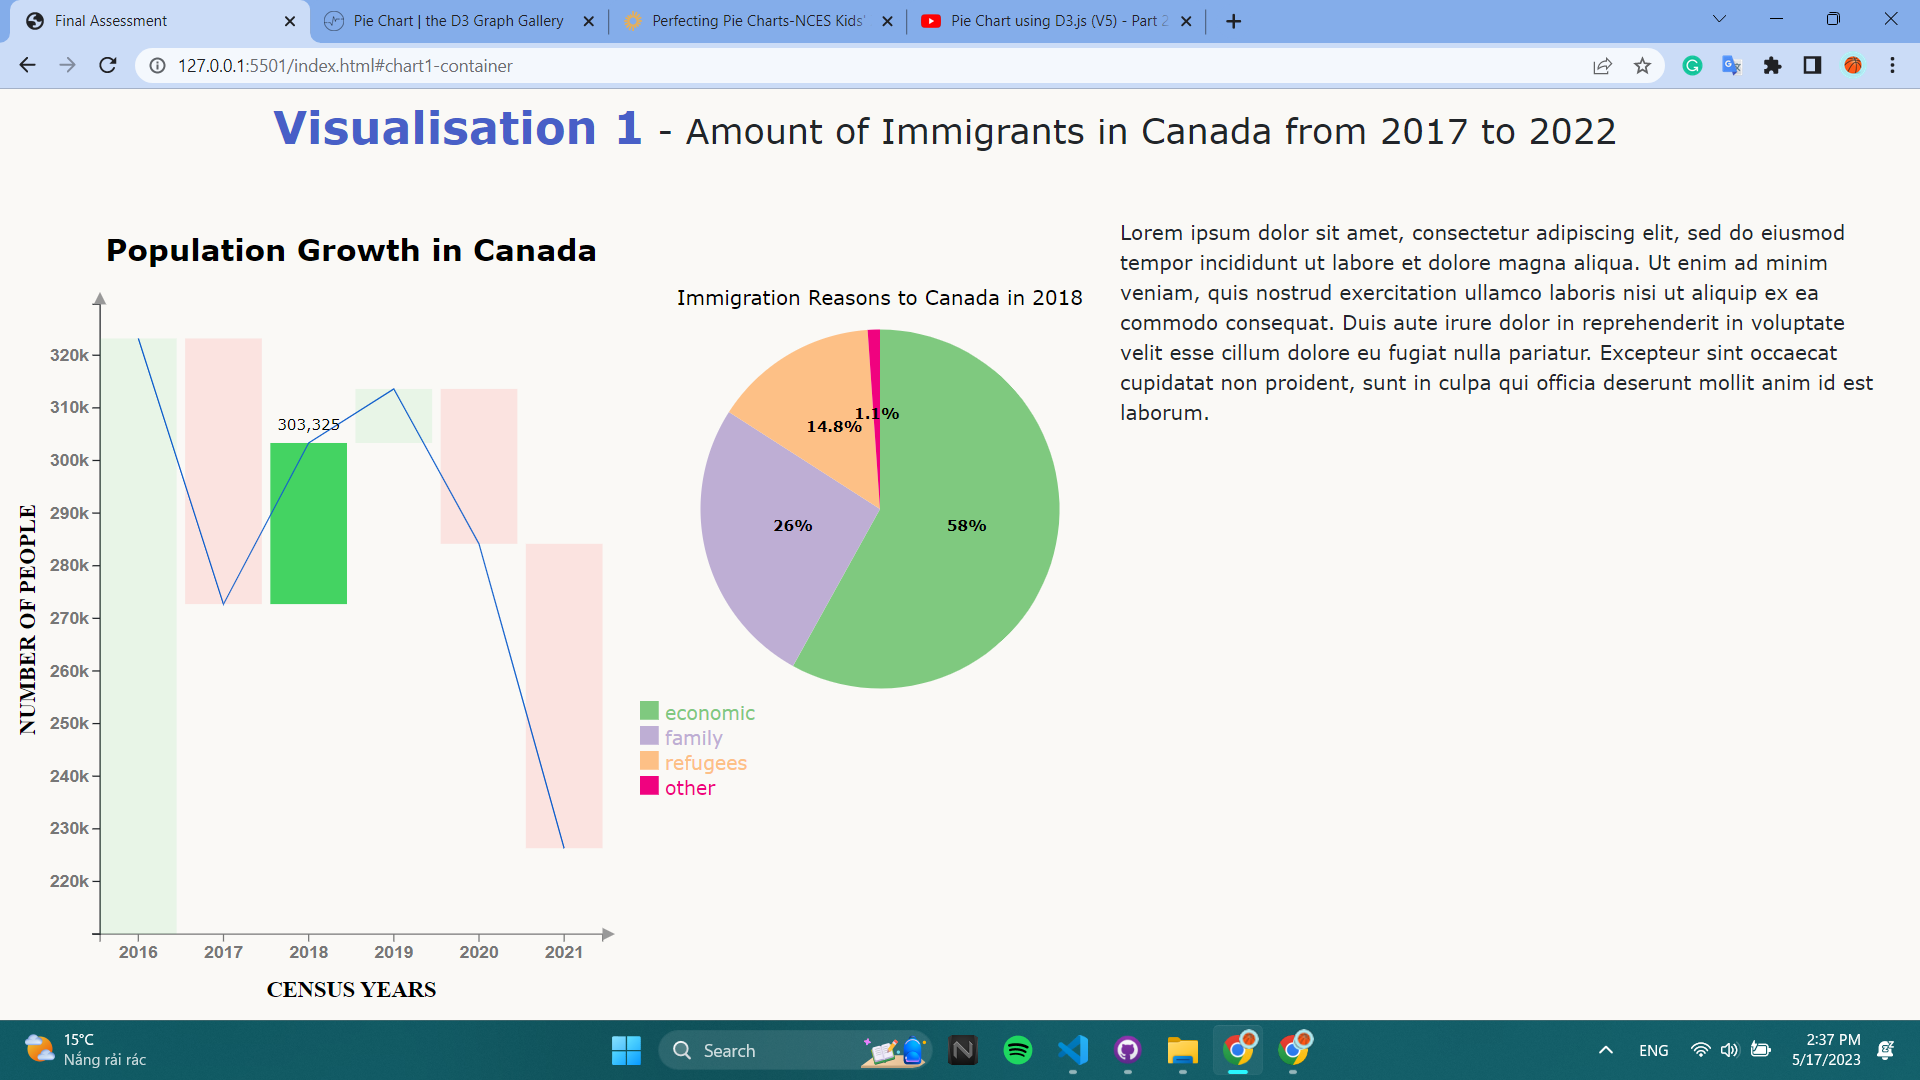 Final Assessment
Pie Chart | the D3 Graph Gallery
Perfecting Pie Charts-NCES Kids'
Pie Chart using D3.js (V5) - Part 2
127.0.0.1:5501/index.html#chart1-container
Visualisation 1 - Amount of Immigrants in Canada from 2017 to 2022
Population Growth in Canada
320k
310k
300k
290k
280k
270k
260k
250k
240k
230k
220k
NUMBER OF PEOPLE
303,325
2016 2017 2018 2019 2020 2021
CENSUS YEARS
Immigration Reasons to Canada in 2018
1.1%
14.8%
26%
58%
economic
family
refugees
other
Lorem ipsum dolor sit amet, consectetur adipiscing elit, sed do eiusmod
tempor incididunt ut labore et dolore magna aliqua. Ut enim ad minim
veniam, quis nostrud exercitation ullamco laboris nisi ut aliquip ex ea
commodo consequat. Duis aute irure dolor in reprehenderit in voluptate
velit esse cillum dolore eu fugiat nulla pariatur. Excepteur sint occaecat
cupidatat non proident, sunt in culpa qui officia deserunt mollit anim id est
laborum.
15°C
Nắng rải rác
Search
ENG
2:37 PM
5/17/2023